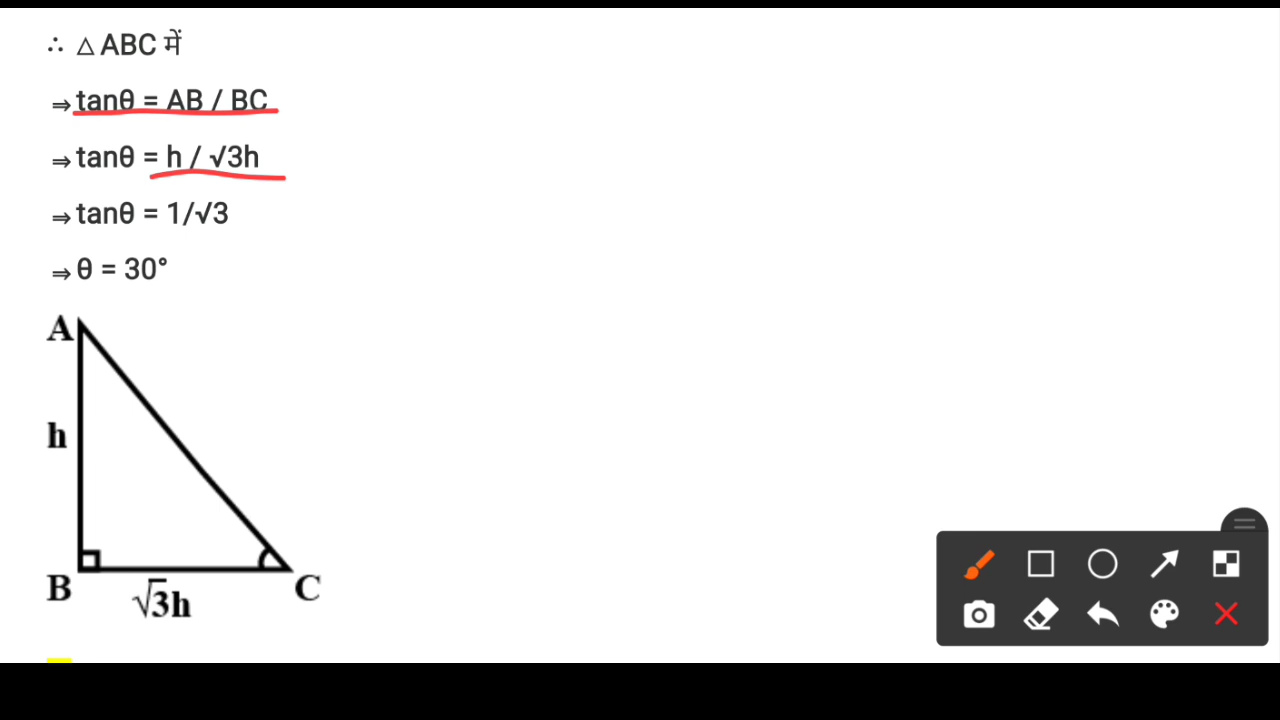 ∴ △ ABC में
⇒ tanθ = AB / BC
⇒ tanθ = h / √3h
⇒ tanθ = 1/√3
⇒ θ = 30°
A
h
B
√3h
C